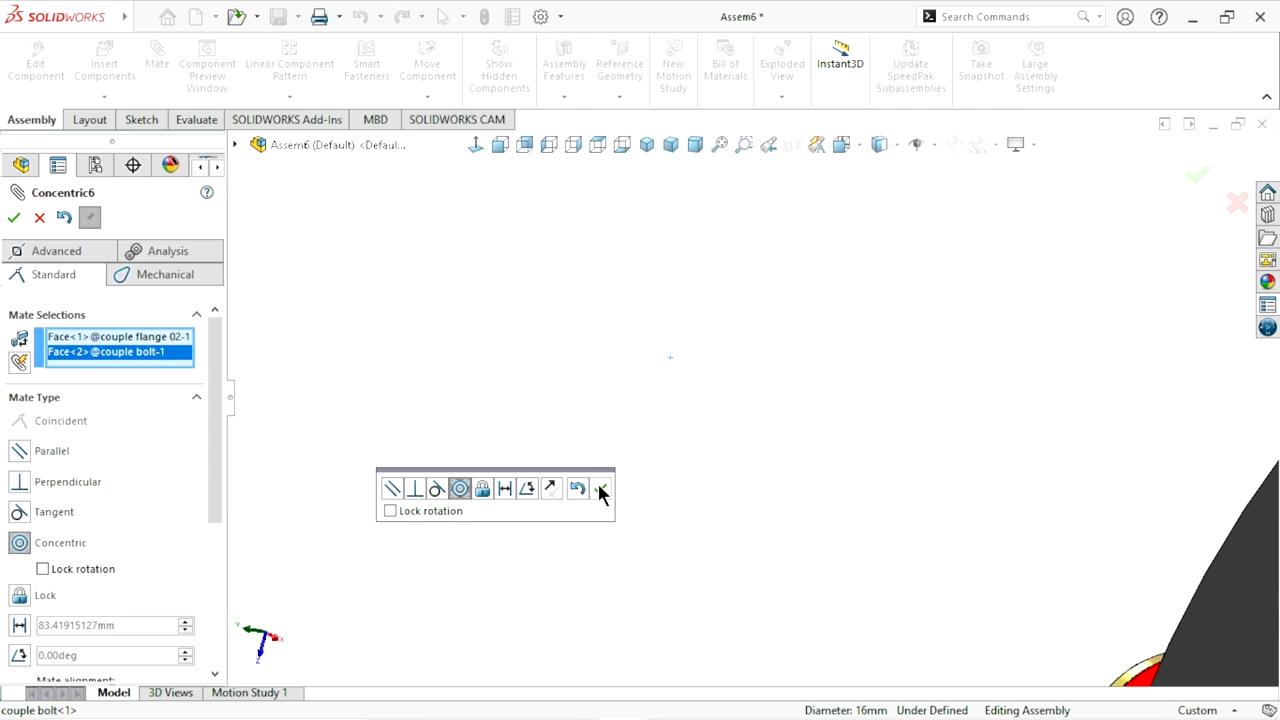 SOLIDWORKS
Assem6 *
Search Commands
Edit Component
Insert Components
Mate
Component Preview Window
Linear Component Pattern
Smart Fasteners
Move Component
Show Hidden Components
Assembly Features
Reference Geometry
New Motion Study
Bill of Materials
Exploded View
Instant3D
Update SpeedPak Subassemblies
Take Snapshot
Large Assembly Settings
Assembly
Layout
Sketch
Evaluate
SOLIDWORKS Add-Ins
MBD
SOLIDWORKS CAM
Assem6 (Default) <Defaul...
Concentric6
Advanced
Analysis
Standard
Mechanical
Mate Selections
Face<1>@couple flange 02-1
Face<2>@couple bolt-1
Mate Type
Coincident
Parallel
Perpendicular
Tangent
Concentric
Lock rotation
Lock
83.41915127mm
0.00deg
Mate alignment:
Lock rotation
Y
X
Z
Model
3D Views
Motion Study 1
couple bolt<1>
Diameter: 16mm
Under Defined
Editing Assembly
Custom